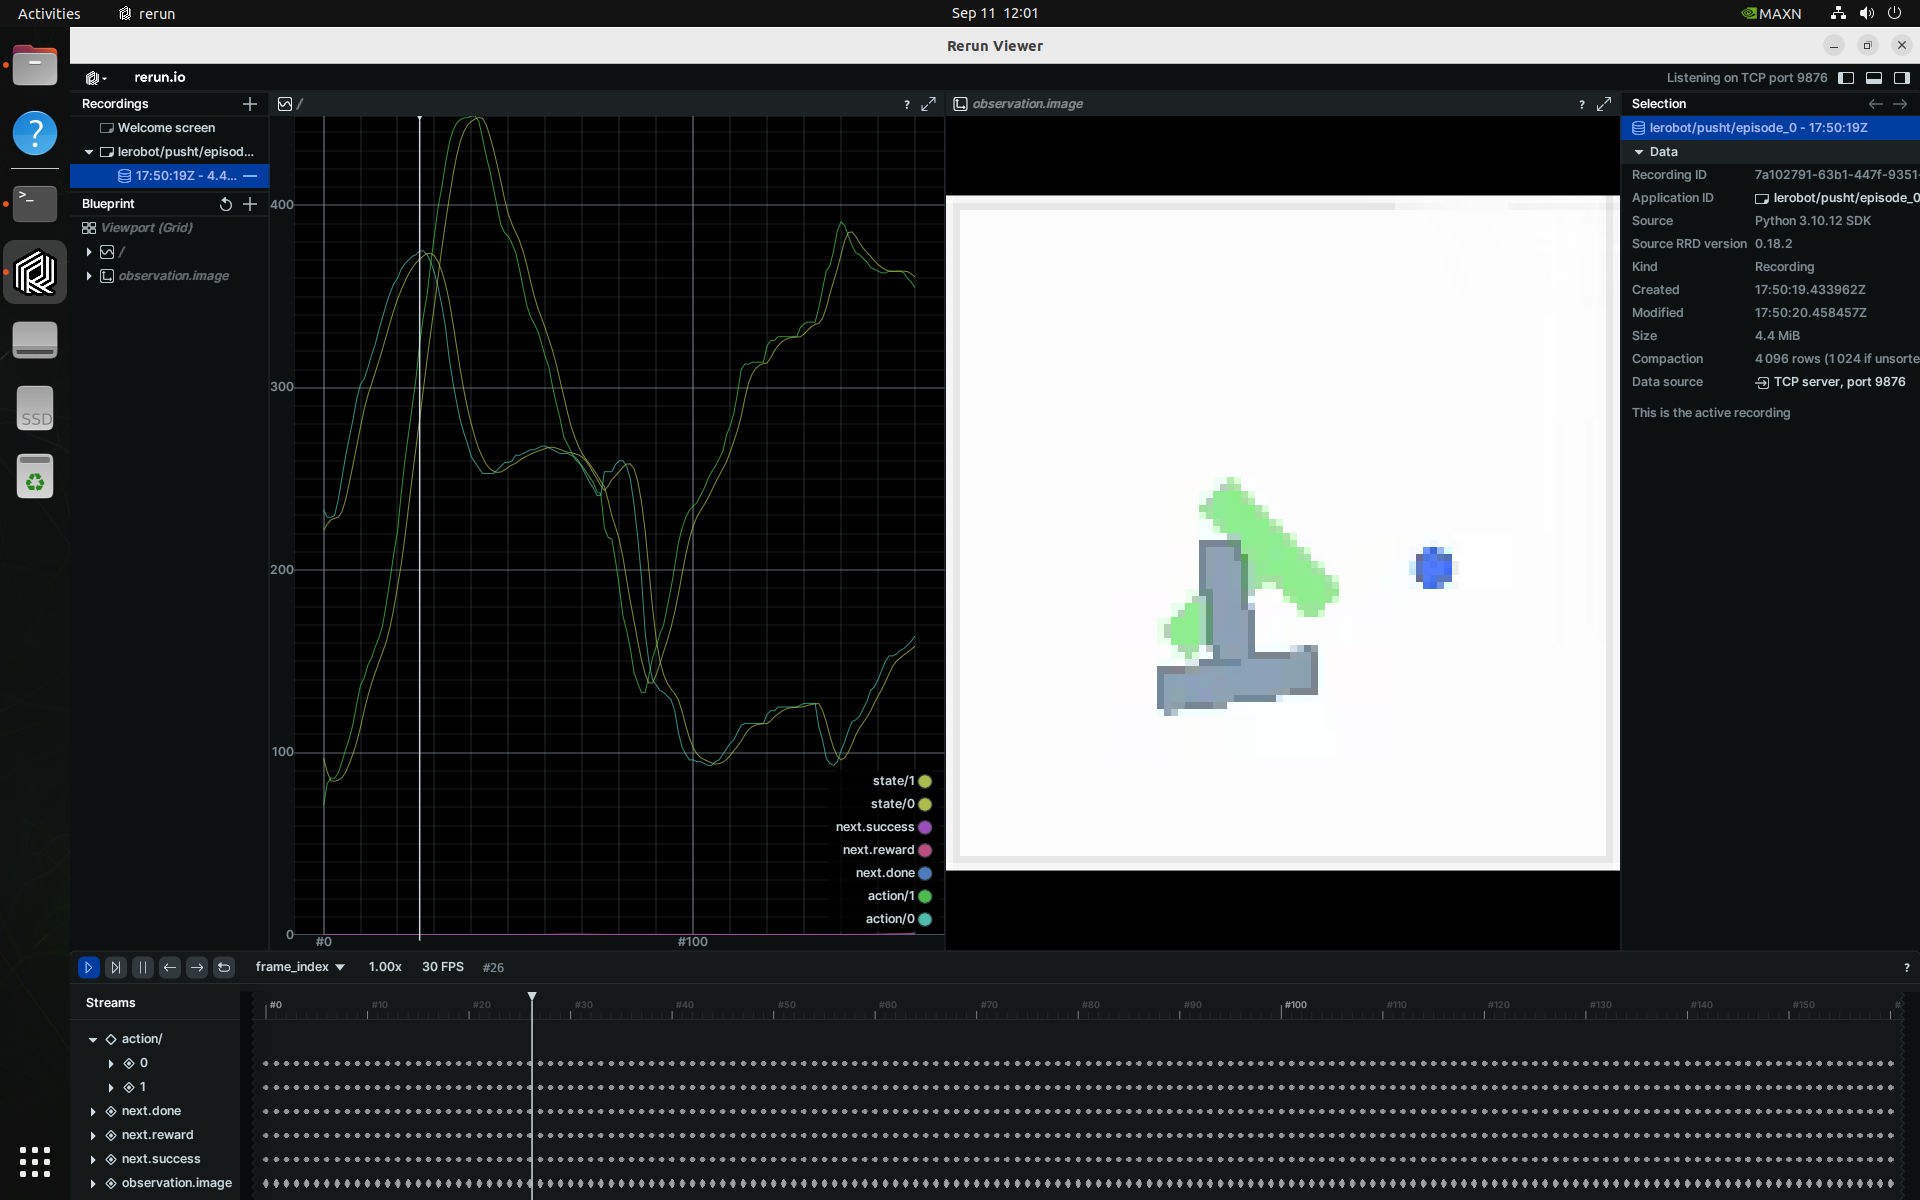 Activities
rerun
Sep 11 12:01
MAXN
Rerun Viewer
rerun.io
Listening on TCP port 9876
Recordings
Welcome screen
lerobot/pusht/episod...
17:50:19Z - 4.4...
Blueprint
Viewport (Grid)
/
observation.image
SSD
/
?
400
300
200
100
0
#0
#100
state/1
state/0
next.success
next.reward
next.done
action/1
action/0
observation.image
?
Selection
lerobot/pusht/episode_0 - 17:50:19Z
Data
Recording ID 7a102791-63b1-447f-9351-
Application ID lerobot/pusht/episode_0
Source Python 3.10.12 SDK
Source RRD version 0.18.2
Kind Recording
Created 17:50:19.433962Z
Modified 17:50:20.458457Z
Size 4.4 MiB
Compaction 4 096 rows (1 024 if unsorte
Data source TCP server, port 9876
This is the active recording
frame_index 1.00x 30 FPS #26
?
Streams
#0 #10 #20 #30 #40 #50 #60 #70 #80 #90 #100 #110 #120 #130 #140 #150 #
action/
0
1
next.done
next.reward
next.success
observation.image